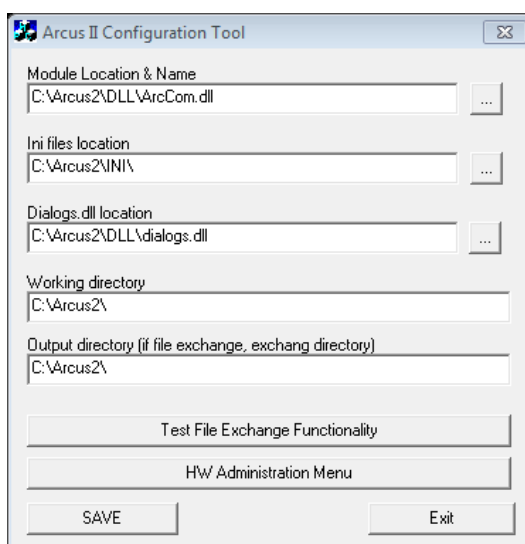 Arcus II Configuration Tool
Module Location & Name
C:\Arcus2\DLL\ArcCom.dll
...
Ini files location
C:\Arcus2\INI\
...
Dialogs.dll location
C:\Arcus2\DLL\dialogs.dll
...
Working directory
C:\Arcus2\
Output directory (if file exchange, exchang directory)
C:\Arcus2\
Test File Exchange Functionality
HW Administration Menu
SAVE Exit